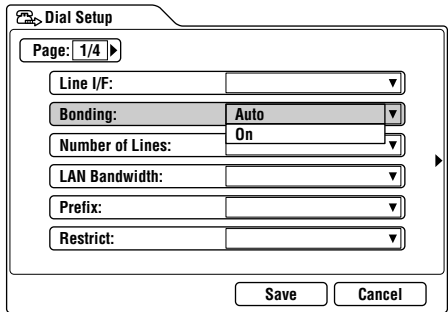 Dial Setup
Page: 1/4
Line I/F:
Bonding: Auto
On
Number of Lines:
LAN Bandwidth:
Prefix:
Restrict:
Save Cancel